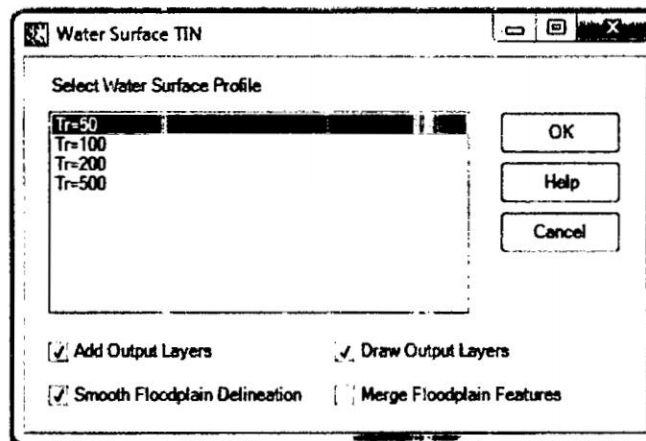 Water Surface TIN
Select Water Surface Profile
Tr=50
Tr=100
Tr=200
Tr=500
OK
Help
Cancel
Add Output Layers
Draw Output Layers
Smooth Floodplain Delineation
Merge Floodplain Features